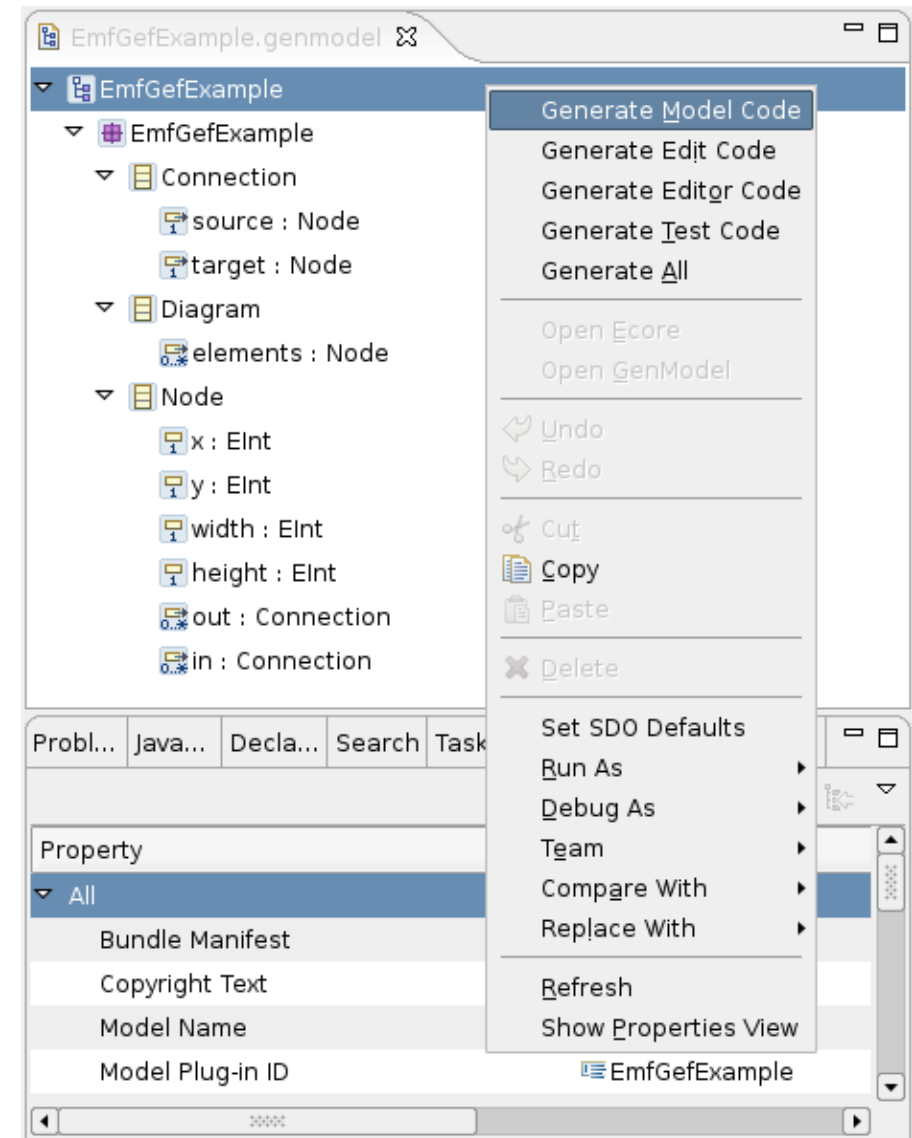 EmfGefExample.genmodel
EmfGefExample
EmfGefExample
Connection
source : Node
target : Node
Diagram
elements : Node
Node
x : EInt
y : EInt
width : EInt
height : EInt
out : Connection
in : Connection
Generate Model Code
Generate Edit Code
Generate Editor Code
Generate Test Code
Generate All
Open Ecore
Open GenModel
Undo
Redo
Cut
Copy
Paste
Delete
Set SDO Defaults
Run As
Debug As
Team
Compare With
Replace With
Refresh
Show Properties View
Probl... Java... Decla... Search Task
Property
All
Bundle Manifest
Copyright Text
Model Name
Model Plug-in ID EmfGefExample